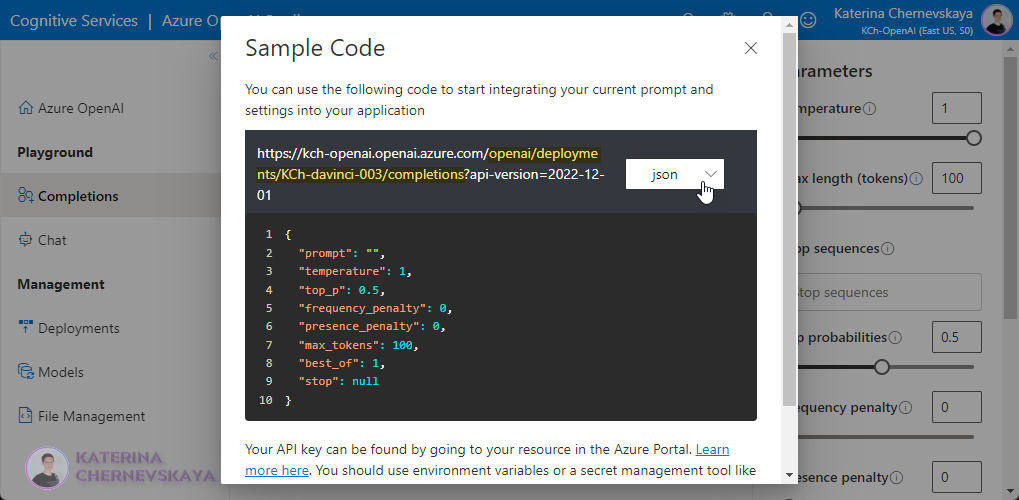 Cognitive Services | Azure Op
Katerina Chernevskaya
KCh-OpenAI (East US, S0)
Azure OpenAI
Playground
Completions
Chat
Management
Deployments
Models
File Management
KATERINA
CHERNEVSKAYA
Sample Code
You can use the following code to start integrating your current prompt and
settings into your application
https://kch-openai.openai.azure.com/openai/deployme
nts/KCh-davinci-003/completions?api-version=2022-12-
01
json
1 {
2 "prompt": "",
3 "temperature": 1,
4 "top_p": 0.5,
5 "frequency_penalty": 0,
6 "presence_penalty": 0,
7 "max_tokens": 100,
8 "best_of": 1,
9 "stop": null
10 }
Your API key can be found by going to your resource in the Azure Portal. Learn
more here. You should use environment variables or a secret management tool like
rameters
mperature
1
ax length (tokens)
100
op sequences
top sequences
p probabilities
0.5
equency penalty
0
esence penalty
0